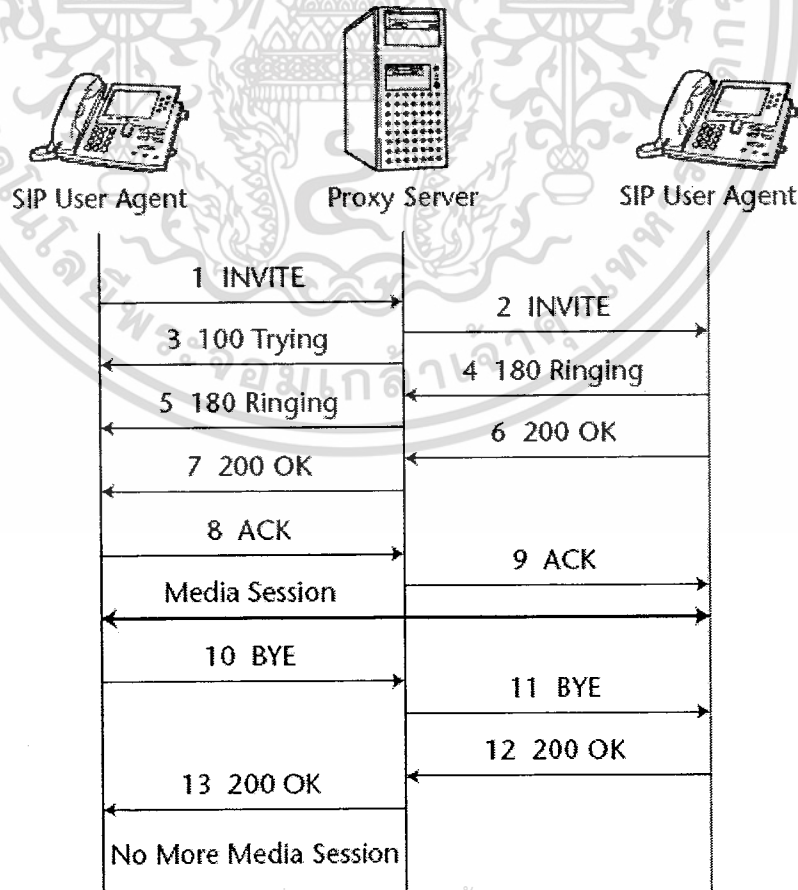 SIP User Agent
Proxy Server
SIP User Agent
1 INVITE
2 INVITE
3 100 Trying
4 180 Ringing
5 180 Ringing
6 200 OK
7 200 OK
8 ACK
9 ACK
Media Session
10 BYE
11 BYE
12 200 OK
13 200 OK
No More Media Session